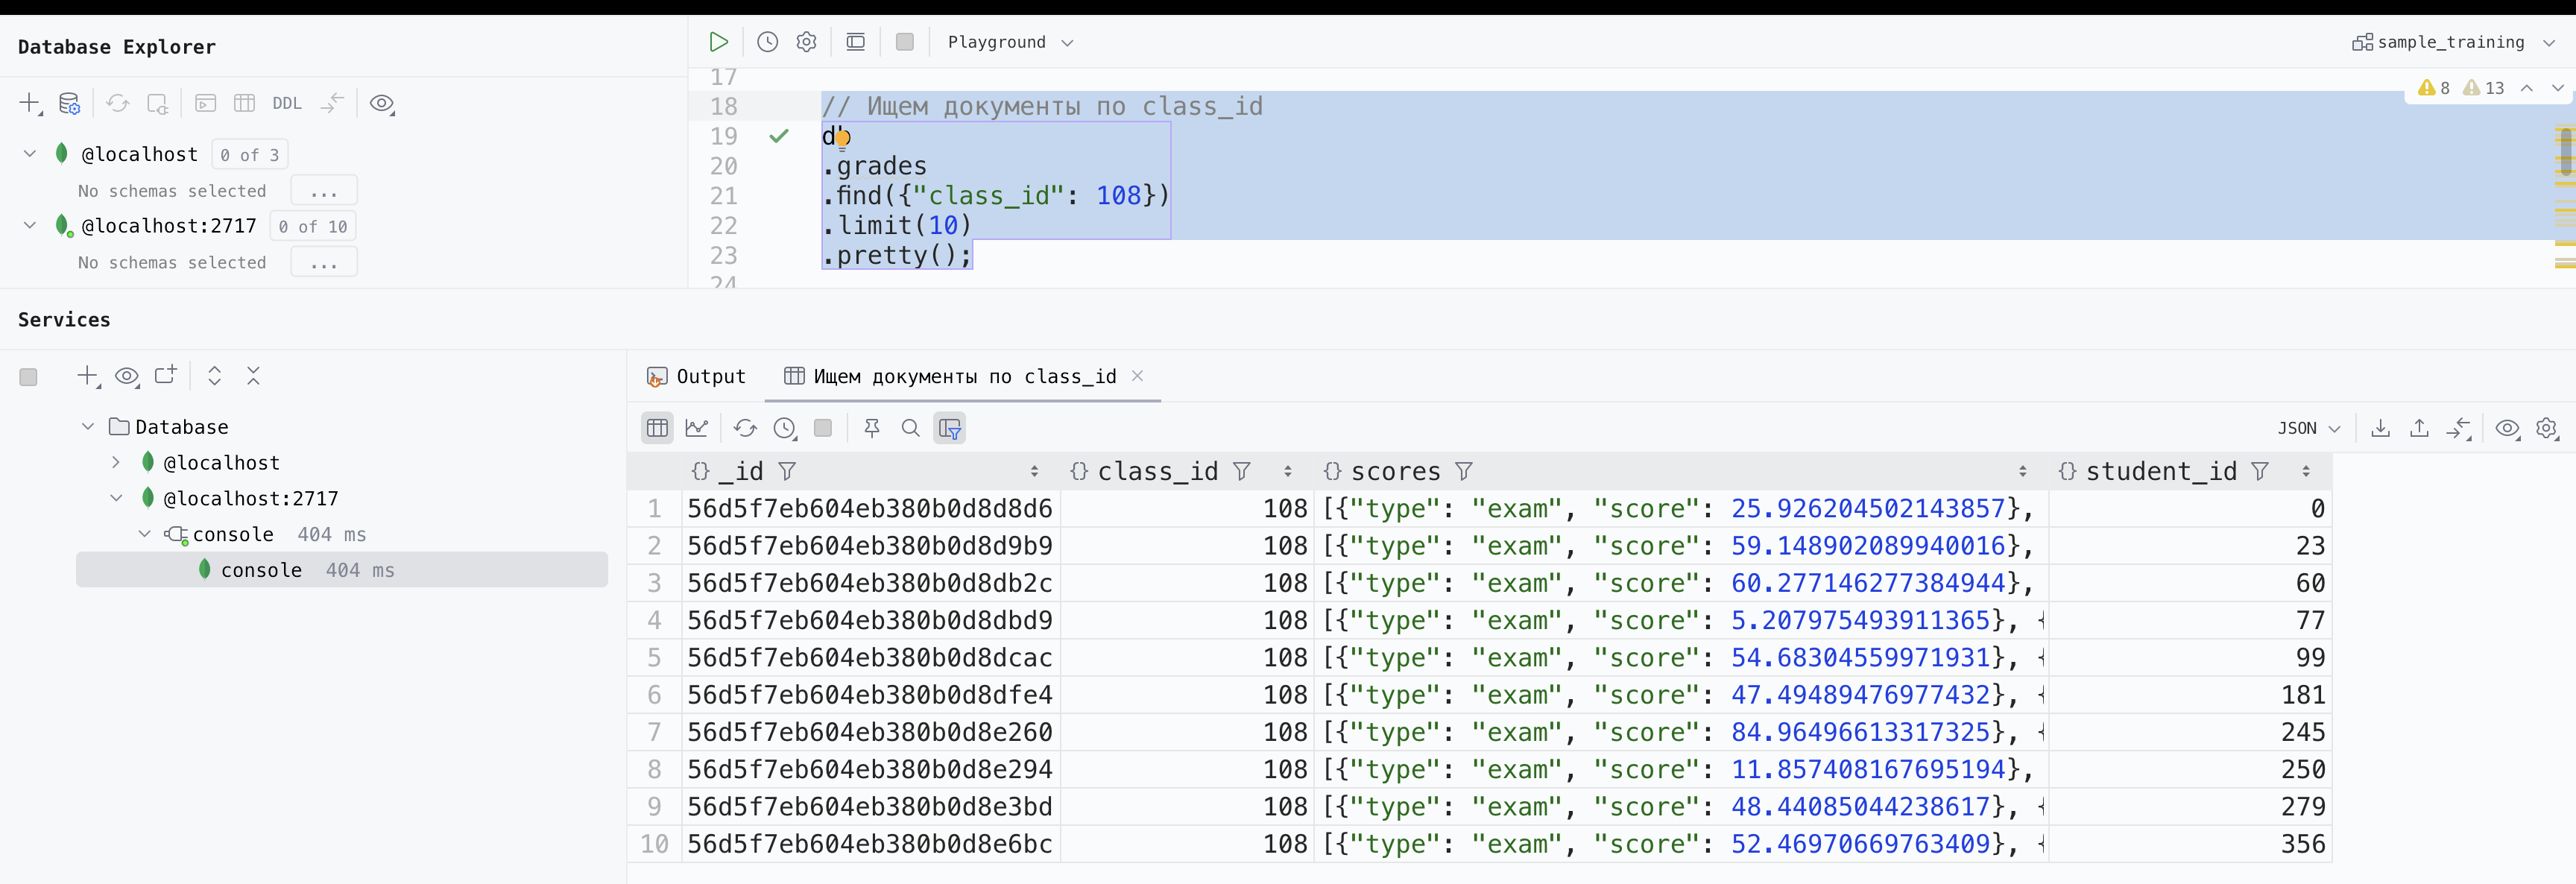 Database Explorer
Playground
sample_training
DDL
8 13
@localhost 0 of 3
No schemas selected ...
@localhost:2717 0 of 10
No schemas selected ...
17
18 // Ищем документы по class_id
19 db
20 .grades
21 .find({"class_id": 108})
22 .limit(10)
23 .pretty();
24
Services
Output
Ищем документы по class_id
JSON
Database
@localhost
@localhost:2717
console 404 ms
console 404 ms
_id class_id scores student_id
1 56d5f7eb604eb380b0d8d8d6 108 [{"type": "exam", "score": 25.926204502143857}, 0
2 56d5f7eb604eb380b0d8d9b9 108 [{"type": "exam", "score": 59.148902089940016}, 23
3 56d5f7eb604eb380b0d8db2c 108 [{"type": "exam", "score": 60.277146277384944}, 60
4 56d5f7eb604eb380b0d8dbd9 108 [{"type": "exam", "score": 5.207975493911365}, { 77
5 56d5f7eb604eb380b0d8dcac 108 [{"type": "exam", "score": 54.68304559971931}, { 99
6 56d5f7eb604eb380b0d8dfe4 108 [{"type": "exam", "score": 47.49489476977432}, { 181
7 56d5f7eb604eb380b0d8e260 108 [{"type": "exam", "score": 84.96496613317325}, { 245
8 56d5f7eb604eb380b0d8e294 108 [{"type": "exam", "score": 11.857408167695194}, 250
9 56d5f7eb604eb380b0d8e3bd 108 [{"type": "exam", "score": 48.44085044238617}, { 279
10 56d5f7eb604eb380b0d8e6bc 108 [{"type": "exam", "score": 52.46970669763409}, { 356